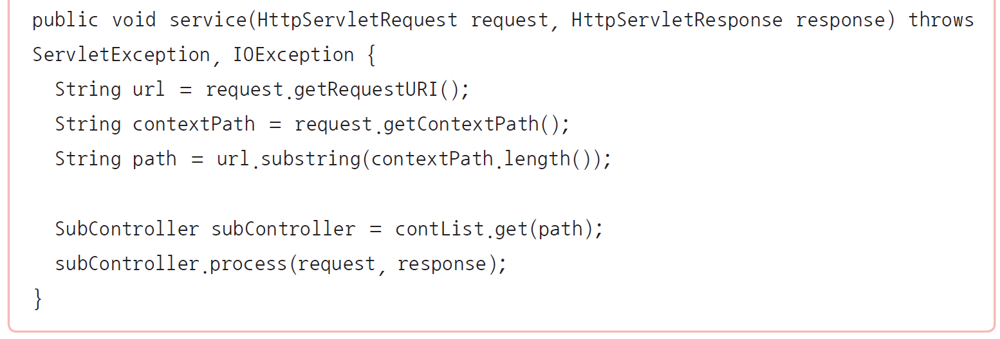 public void service(HttpServletRequest request, HttpServletResponse response) throws
ServletException, IOException {
  String url = request.getRequestURI();
  String contextPath = request.getContextPath();
  String path = url.substring(contextPath.length());

  SubController subController = contList.get(path);
  subController.process(request, response);
}